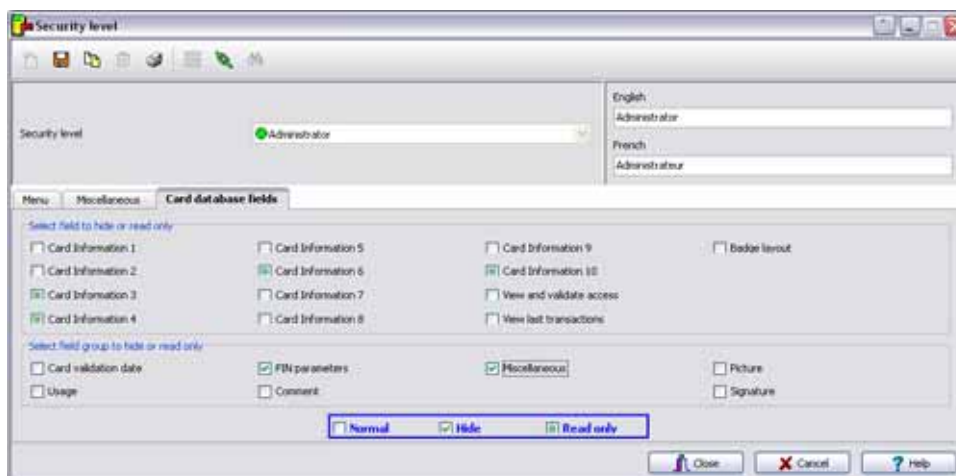 Security level
Security level
Administrator
English
Administrator
French
Administrateur
Menu Miscellaneous Card database fields
Select field to hide or read only
Card Information 1 Card Information 5 Card Information 9 Badge layout
Card Information 2 Card Information 6 Card Information 10
Card Information 3 Card Information 7 View and validate access
Card Information 4 Card Information 8 View last transactions
Select field group to hide or read only
Card validation date PIN parameters Miscellaneous Picture
Usage Comment Signature
Normal Hide Read only
Close Cancel Help